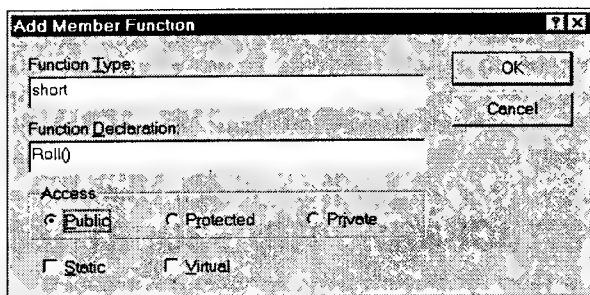 Add Member Function
Function Type:
short
OK
Cancel
Function Declaration:
Roll()
Access
Public Protected Private
Static Virtual